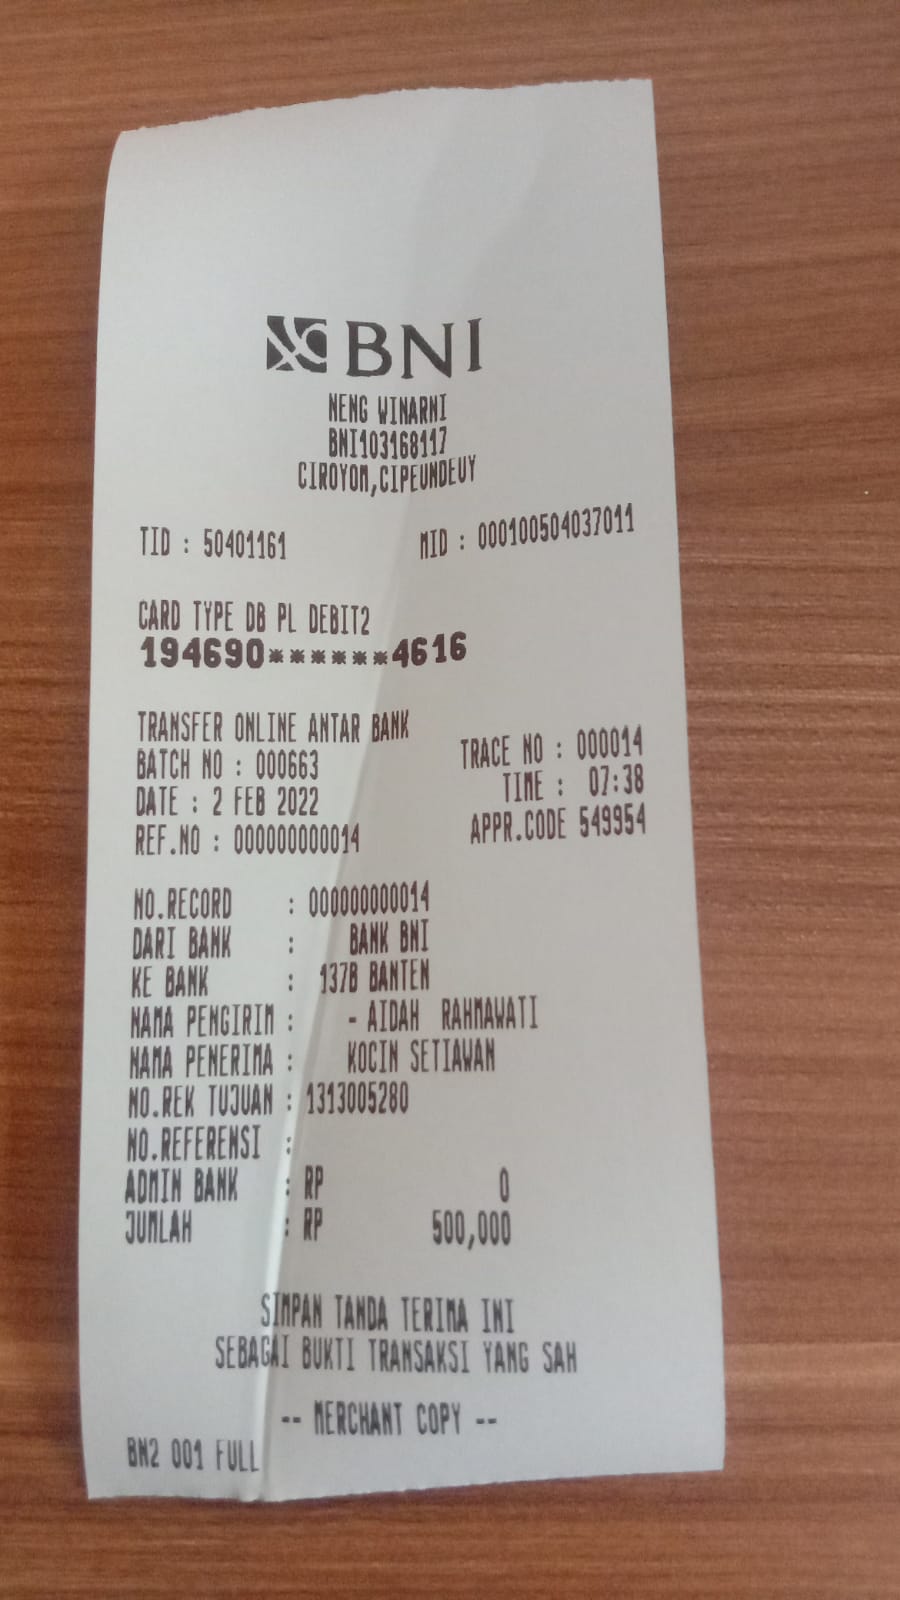 BNI
NENG WINARNI
BNI103168117
CIROYOM,CIPEUNDEUY
TID : 50401161 MID : 000100504037011
CARD TYPE DB PL DEBIT2
194690******4616
TRANSFER ONLINE ANTAR BANK
BATCH NO : 000663 TRACE NO : 000014
DATE : 2 FEB 2022 TIME : 07:38
REF.NO : 000000000014 APPR.CODE 549954
NO.RECORD : 000000000014
DARI BANK : BANK BNI
KE BANK : 137B BANTEN
NAMA PENGIRIM : - AIDAH RAHMAWATI
NAMA PENERIMA : KOCIN SETIAWAN
NO.REK TUJUAN : 1313005280
NO.REFERENSI :
ADMIN BANK : RP 0
JUMLAH : RP 500,000
SIMPAN TANDA TERIMA INI
SEBAGAI BUKTI TRANSAKSI YANG SAH
-- MERCHANT COPY --
BN2 001 FULL